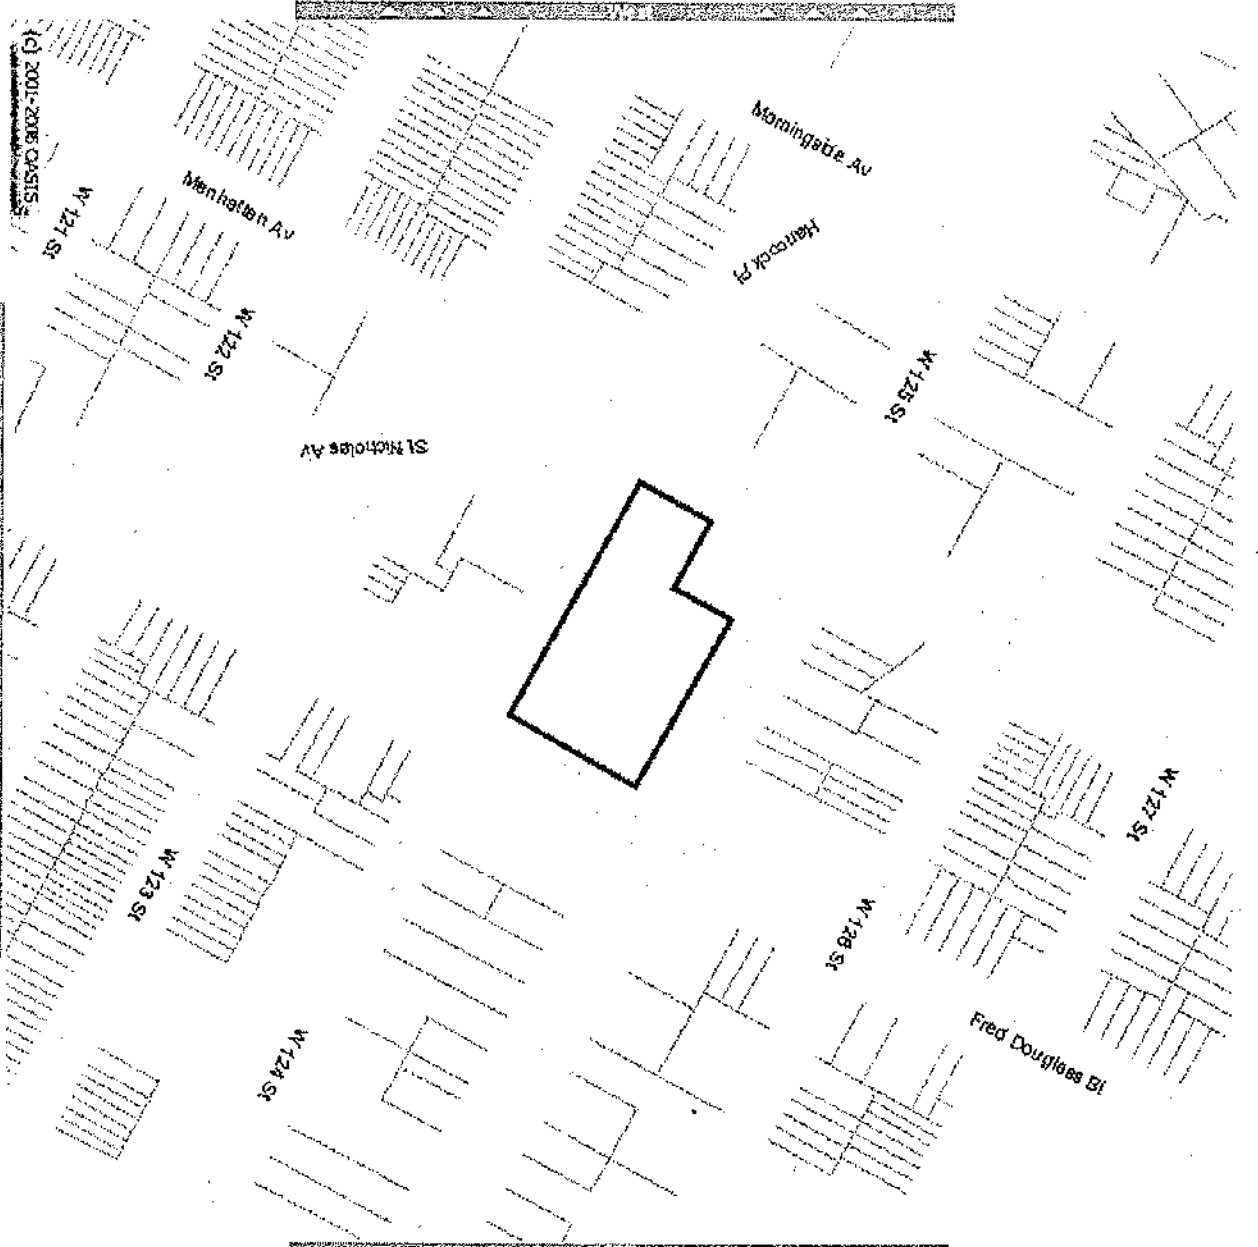 (c) 2001-2006 OASIS
Morningside Av
Manhattan Av
W 121 St
Hancock Pl
W 122 St
W 125 St
St Nicholas Av
W 127 St
W 123 St
W 126 St
Fred Douglass Bl
W 124 St